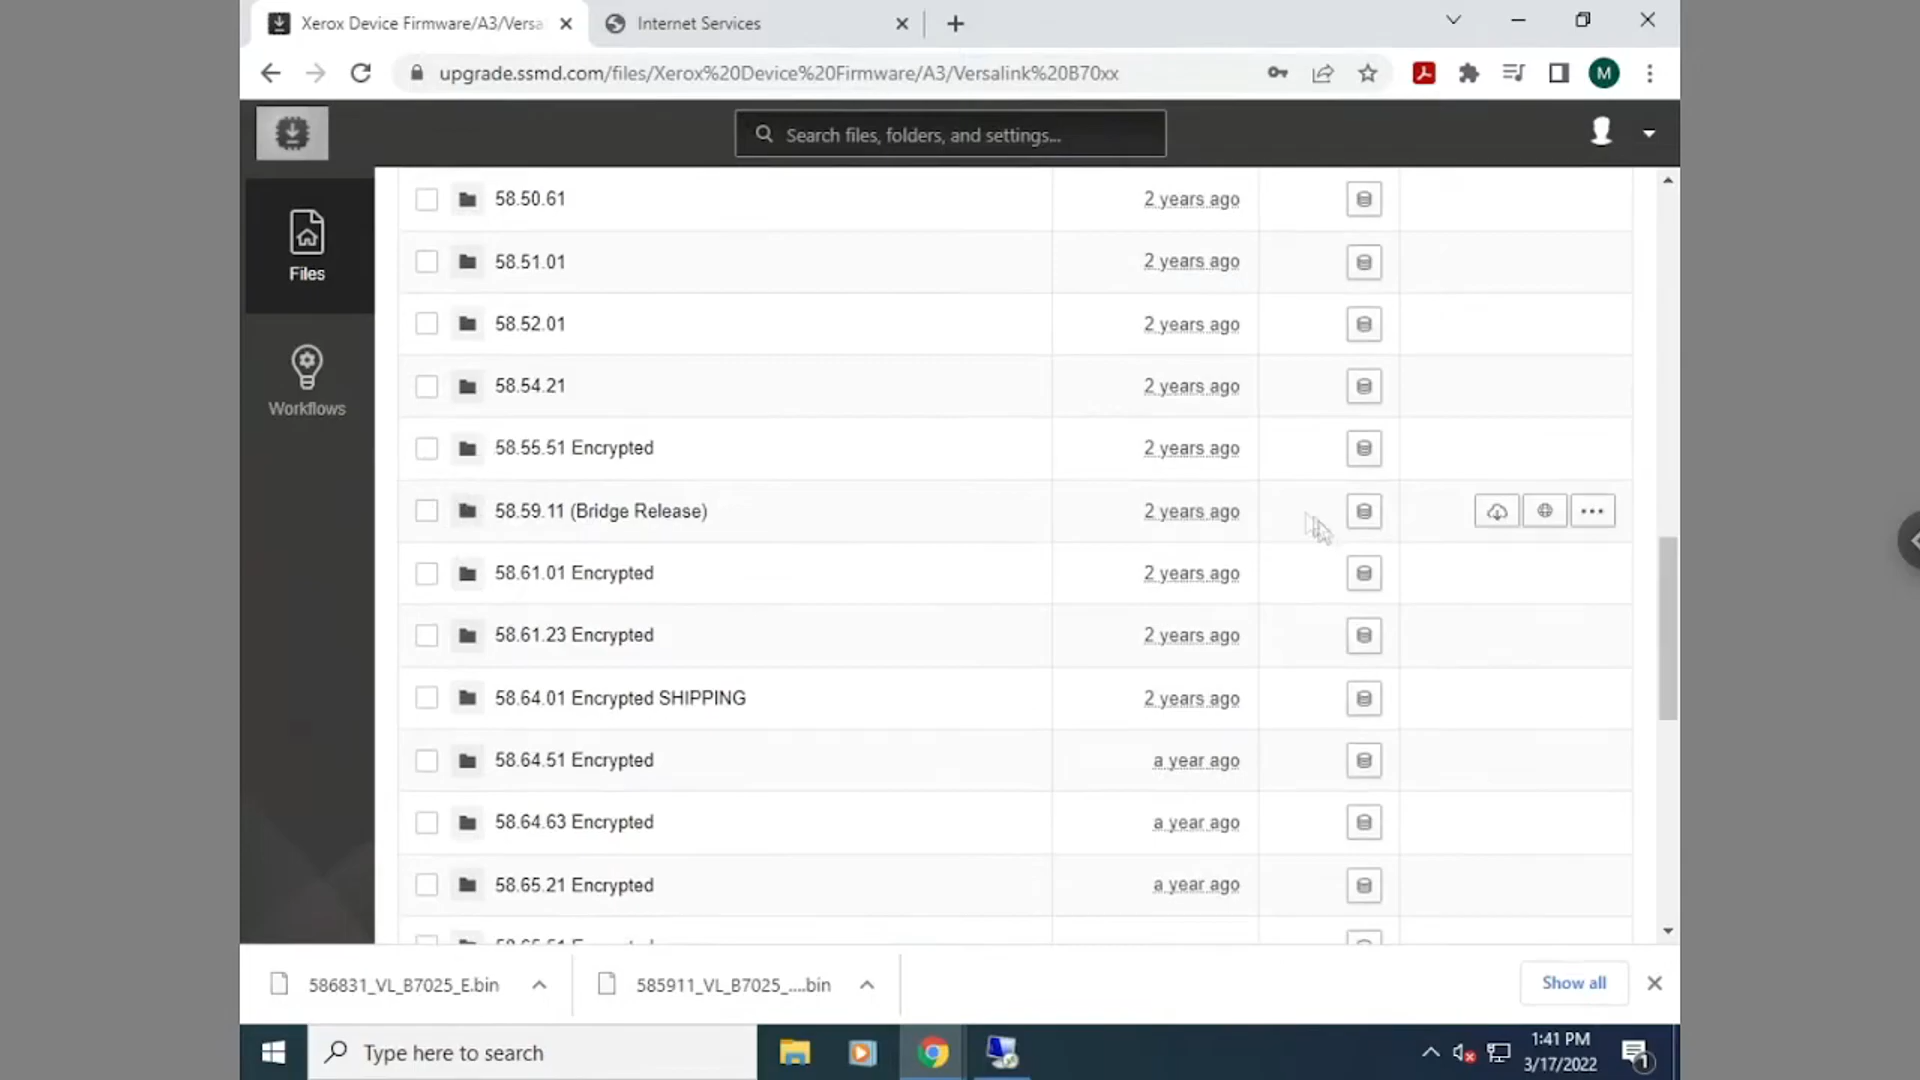 Xerox Device Firmware/A3/Versa
Internet Services
upgrade.ssmd.com/files/Xerox%20Device%20Firmware/A3/Versalink%20B70xx
M
Search files, folders, and settings...
Files
Workflows
58.50.61 2 years ago
58.51.01 2 years ago
58.52.01 2 years ago
58.54.21 2 years ago
58.55.51 Encrypted 2 years ago
58.59.11 (Bridge Release) 2 years ago
58.61.01 Encrypted 2 years ago
58.61.23 Encrypted 2 years ago
58.64.01 Encrypted SHIPPING 2 years ago
58.64.51 Encrypted a year ago
58.64.63 Encrypted a year ago
58.65.21 Encrypted a year ago
586831_VL_B7025_E.bin
585911_VL_B7025_....bin
Show all
Type here to search
1:41 PM
3/17/2022
1